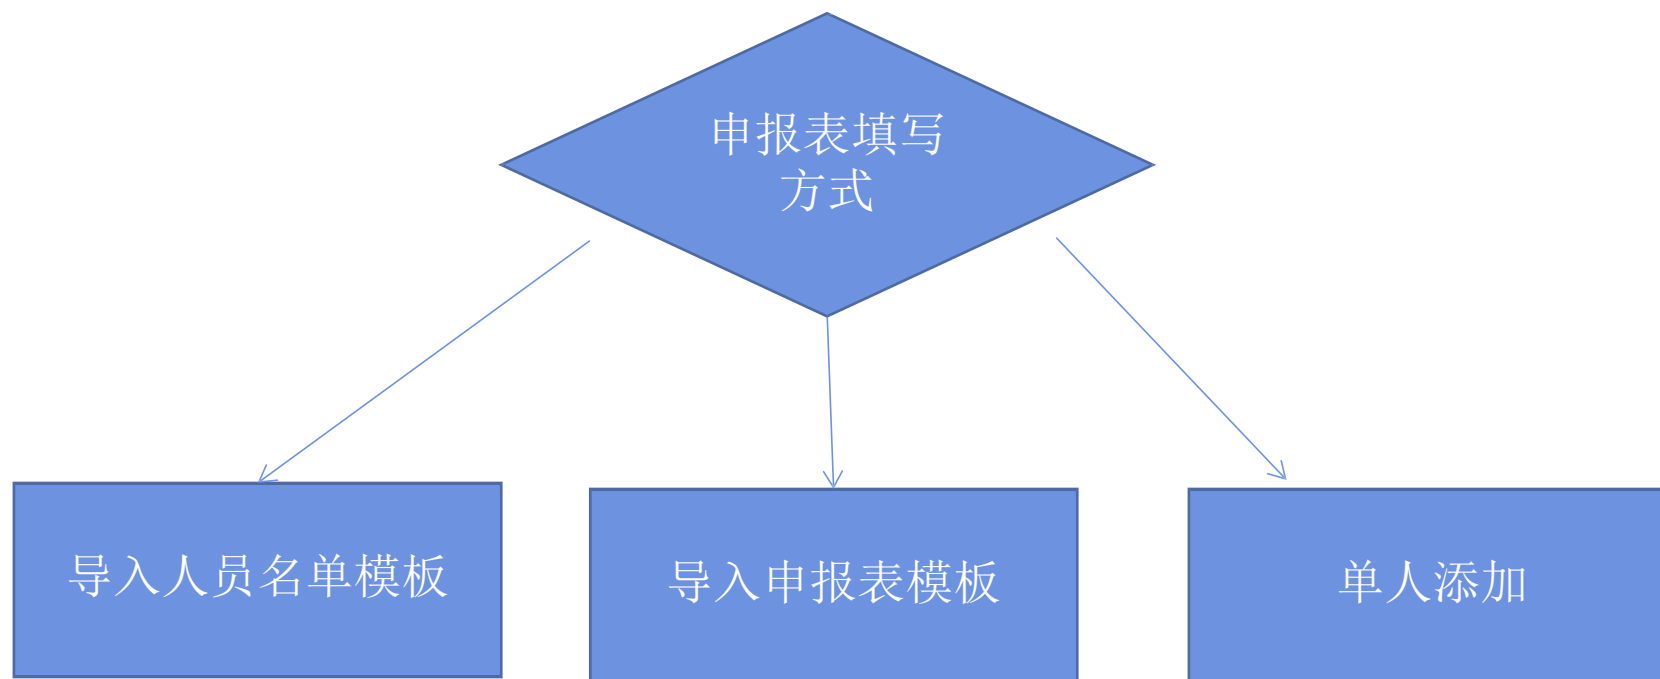 申报表填写
方式
导入人员名单模板
导入申报表模板
单人添加